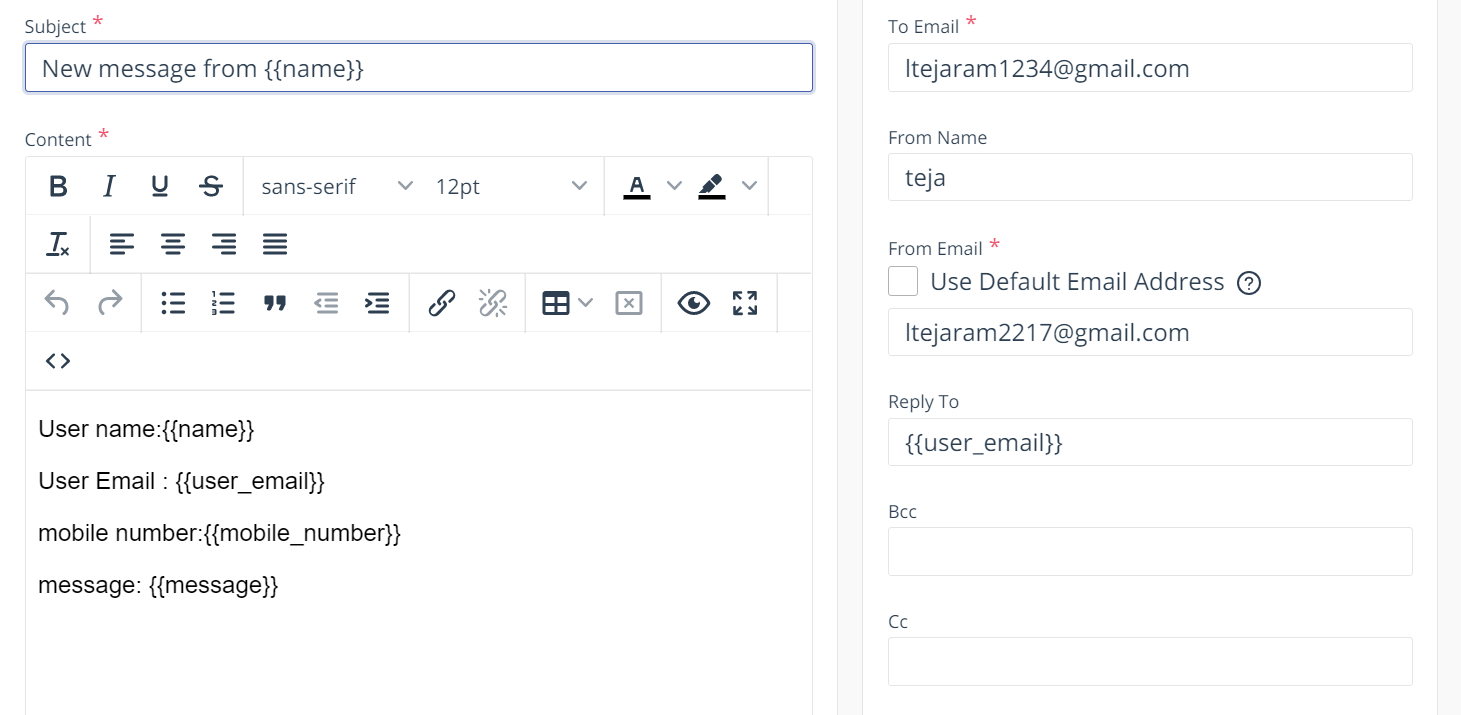 Subject *
New message from {{name}}
Content *
B I U S sans-serif 12pt A
User name:{{name}}
User Email : {{user_email}}
mobile number:{{mobile_number}}
message: {{message}}
To Email *
ltejaram1234@gmail.com
From Name
teja
From Email *
Use Default Email Address ?
ltejaram2217@gmail.com
Reply To
{{user_email}}
Bcc
Cc